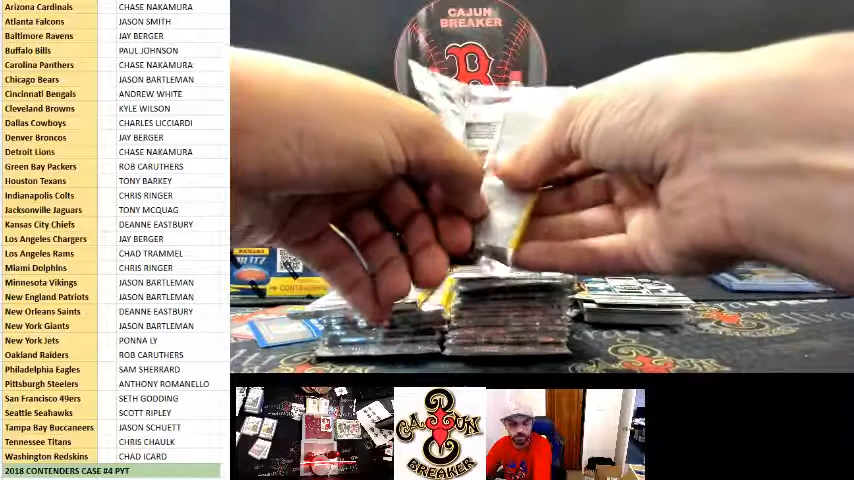 Arizona Cardinals CHASE NAKAMURA
Atlanta Falcons JASON SMITH
Baltimore Ravens JAY BERGER
Buffalo Bills PAUL JOHNSON
Carolina Panthers CHASE NAKAMURA
Chicago Bears JASON BARTLEMAN
Cincinnati Bengals ANDREW WHITE
Cleveland Browns KYLE WILSON
Dallas Cowboys CHARLES LICCIARDI
Denver Broncos JAY BERGER
Detroit Lions CHASE NAKAMURA
Green Bay Packers ROB CARUTHERS
Houston Texans TONY BARKEY
Indianapolis Colts CHRIS RINGER
Jacksonville Jaguars TONY MCQUAG
Kansas City Chiefs DEANNE EASTBURY
Los Angeles Chargers JAY BERGER
Los Angeles Rams CHAD TRAMMEL
Miami Dolphins CHRIS RINGER
Minnesota Vikings JASON BARTLEMAN
New England Patriots JASON BARTLEMAN
New Orleans Saints DEANNE EASTBURY
New York Giants JASON BARTLEMAN
New York Jets PONNA LY
Oakland Raiders ROB CARUTHERS
Philadelphia Eagles SAM SHERRARD
Pittsburgh Steelers ANTHONY ROMANELLO
San Francisco 49ers SETH GODDING
Seattle Seahawks SCOTT RIPLEY
Tampa Bay Buccaneers JASON SCHUETT
Tennessee Titans CHRIS CHAULK
Washington Redskins CHAD ICARD
2018 CONTENDERS CASE #4 PYT
CAJUN
BREAKER
B
PANINI
BLITZ
CONTENDERS
CAJUN
BREAKER